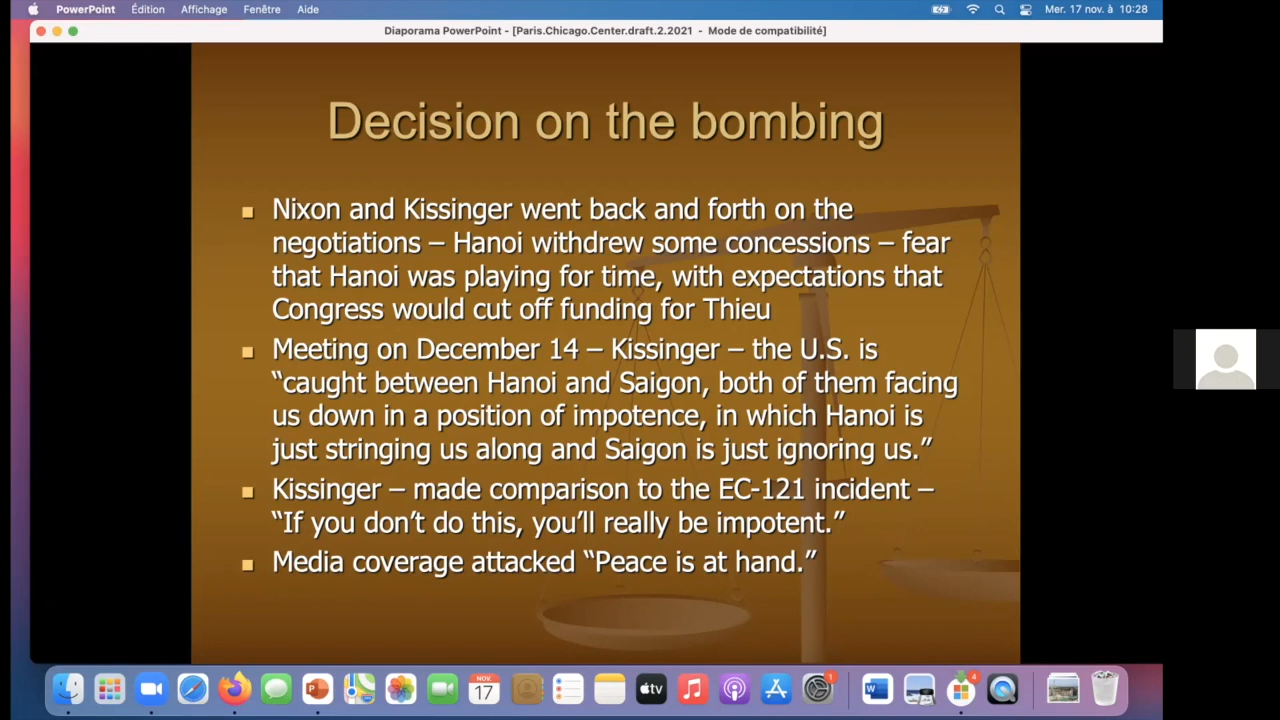 PowerPoint Édition Affichage Fenêtre Aide Mer. 17 nov. à 10:28
Diaporama PowerPoint - [Paris.Chicago.Center.draft.2.2021 - Mode de compatibilité]
Decision on the bombing
Nixon and Kissinger went back and forth on the
negotiations – Hanoi withdrew some concessions – fear
that Hanoi was playing for time, with expectations that
Congress would cut off funding for Thieu
Meeting on December 14 – Kissinger – the U.S. is
“caught between Hanoi and Saigon, both of them facing
us down in a position of impotence, in which Hanoi is
just stringing us along and Saigon is just ignoring us.”
Kissinger – made comparison to the EC-121 incident –
“If you don’t do this, you’ll really be impotent.”
Media coverage attacked “Peace is at hand.”
NOV.
17
P
tv
1
W
4